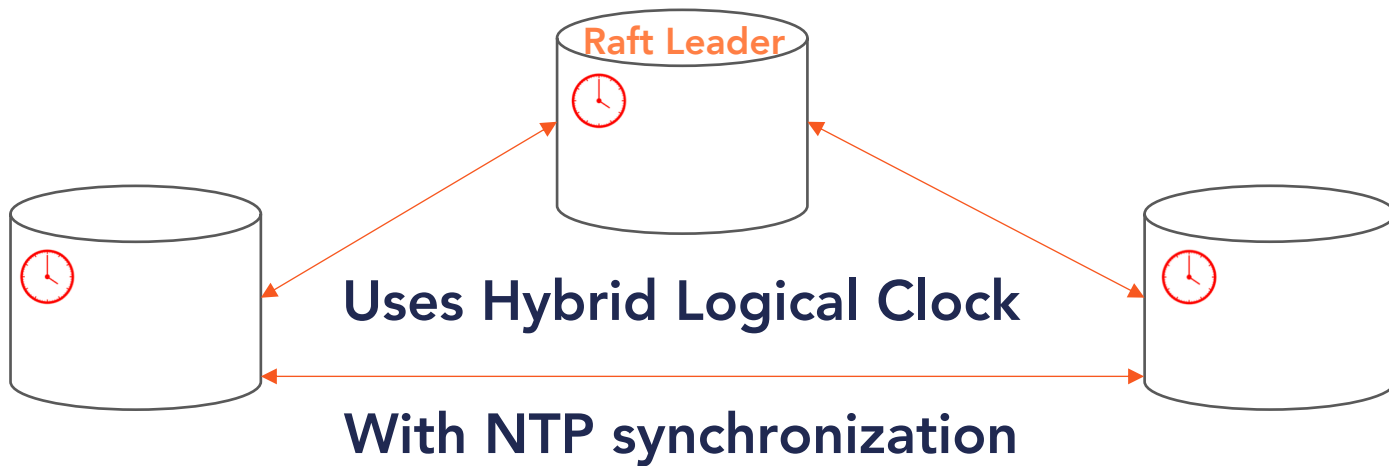 Raft Leader
Uses Hybrid Logical Clock
With NTP synchronization